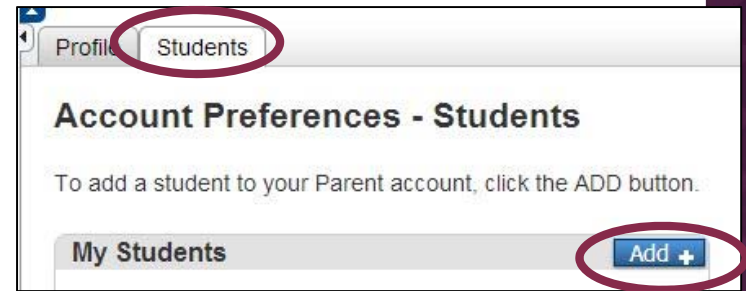 Profile Students
Account Preferences - Students
To add a student to your Parent account, click the ADD button.
My Students Add +